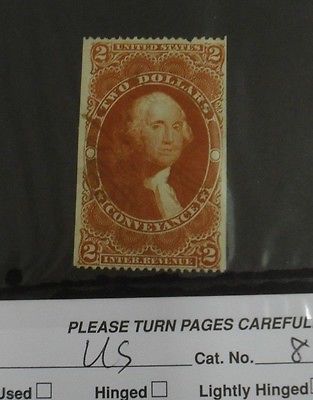 2 UNITED STATES 2
TWO DOLLARS
CONVEYANCE
2 INTER. REVENUE 2
PLEASE TURN PAGES CAREFUL
US Cat. No. 8
Used Hinged Lightly Hinged